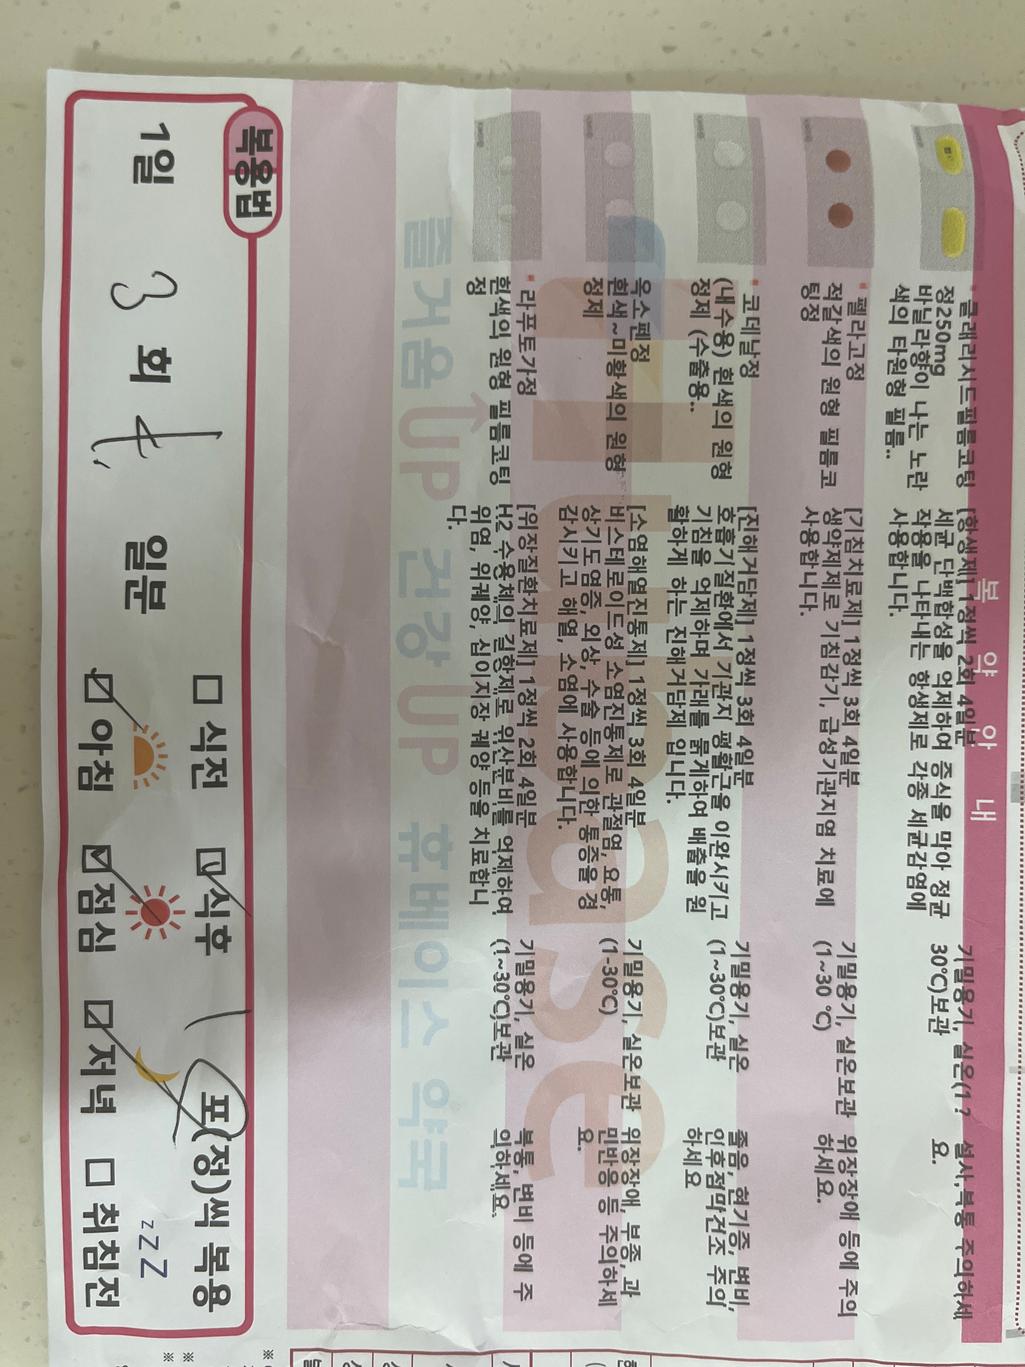 복 약 안 내
클래리시드필름코팅
정250mg
바닐라향이 나는 노란
색의 타원형 필름..
[항생제] 1정씩 2회 4일분
세균 단백합성을 억제하여 증식을 막아 정균
작용을 나타내는 항생제로 각종 세균감염에
사용합니다.
기밀용기, 실온(1 ?
30°C)보관
설사.복통 주의하세
요.
* 펠라고정
적갈색의 원형 필름코
팅정
[기침치료제] 1정씩 3회 4일분
생약제제로 기침감기, 급성기관지염 치료에
사용합니다.
기밀용기, 실온보관
(1~30 °C)
위장장애 등에 주의
하세요.
* 코데날정
(내수용) 흰색의 원형
정제 (수출용..
[진해거담제] 1정씩 3회 4일분
호흡기질환에서 기관지 평활근을 이완시키고
기침을 억제하며 가래를 묽게하여 배출을 원
활하게 하는 진해거담제 입니다.
기밀용기, 실온
(1~30°C)보관
졸음, 현기증, 변비,
인후점막건조 주의
하세요
옥소펜정
흰색~미황색의 원형
정제
[소염해열진통제] 1정씩 3회 4일분
비스테로이드성 소염진통제로 관절염, 요통,
상기도염증, 외상, 수술 등에 의한 통증을 경
감시키고 해열, 소염에 사용합니다.
기밀용기, 실온보관
(1-30°C)
위장장애, 부종, 과
민반응 등 주의하세
요.
* 라푸토가정
흰색의 원형 필름코팅
정
[위장질환치료제] 1정씩 2회 4일분
H2 수용체의 길항제로 위산분비를 억제하여
위염, 위궤양, 십이지장 궤양 등을 치료합니
다.
기밀용기, 실온
(1~30°C)보관
복통, 변비 등에 주
의하세요.
Hubase
즐거움 UP 건강 UP 휴베이스 약국
복용법
1일 3 회 4 일분
식전 식후 1 포(정)씩 복용
아침 점심 저녁 취침전
z Z Z